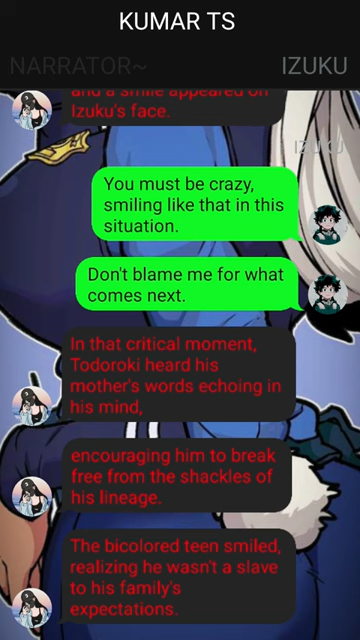 KUMAR TS
NARRATOR~ IZUKU
and a smile appeared on
Izuku's face.
IZUKU
You must be crazy,
smiling like that in this
situation.
Don't blame me for what
comes next.
In that critical moment,
Todoroki heard his
mother's words echoing in
his mind,
encouraging him to break
free from the shackles of
his lineage.
The bicolored teen smiled,
realizing he wasn't a slave
to his family's
expectations.